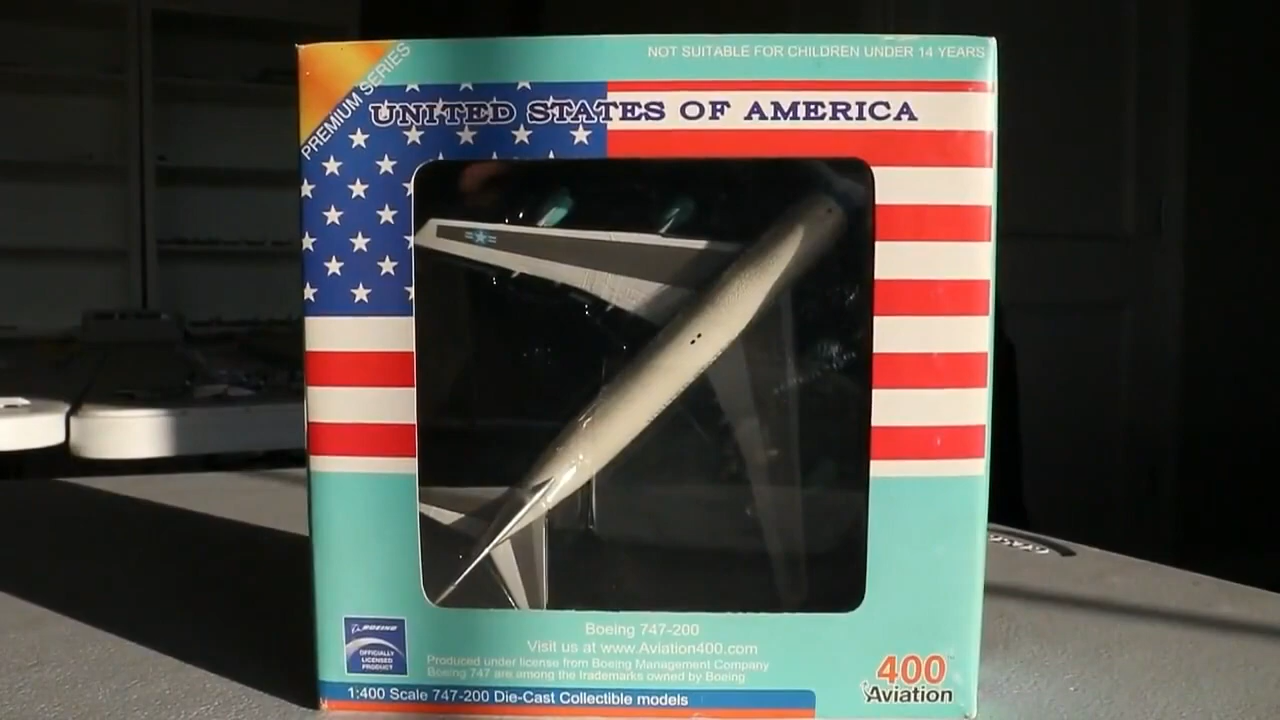 NOT SUITABLE FOR CHILDREN UNDER 14 YEARS
PREMIUM SERIES
UNITED STATES OF AMERICA
Boeing 747-200
Visit us at www.Aviation400.com
Produced under license from Boeing Management Company
Boeing 747 are among the trademarks owned by Boeing
BOEING
OFFICIALLY
LICENSED
PRODUCT
1:400 Scale 747-200 Die-Cast Collectible models
400
Aviation